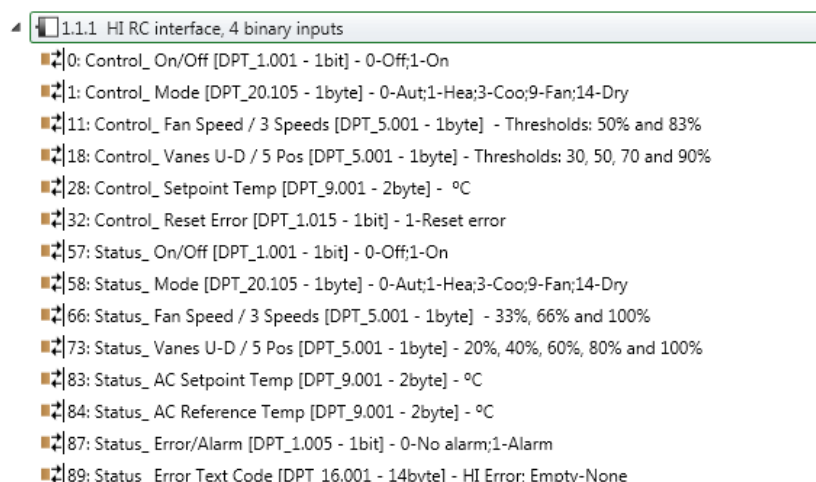 1.1.1 HI RC interface, 4 binary inputs
0: Control_ On/Off [DPT_1.001 - 1bit] - 0-Off;1-On
1: Control_ Mode [DPT_20.105 - 1byte] - 0-Aut;1-Hea;3-Coo;9-Fan;14-Dry
11: Control_ Fan Speed / 3 Speeds [DPT_5.001 - 1byte] - Thresholds: 50% and 83%
18: Control_ Vanes U-D / 5 Pos [DPT_5.001 - 1byte] - Thresholds: 30, 50, 70 and 90%
28: Control_ Setpoint Temp [DPT_9.001 - 2byte] - ºC
32: Control_ Reset Error [DPT_1.015 - 1bit] - 1-Reset error
57: Status_ On/Off [DPT_1.001 - 1bit] - 0-Off;1-On
58: Status_ Mode [DPT_20.105 - 1byte] - 0-Aut;1-Hea;3-Coo;9-Fan;14-Dry
66: Status_ Fan Speed / 3 Speeds [DPT_5.001 - 1byte] - 33%, 66% and 100%
73: Status_ Vanes U-D / 5 Pos [DPT_5.001 - 1byte] - 20%, 40%, 60%, 80% and 100%
83: Status_ AC Setpoint Temp [DPT_9.001 - 2byte] - ºC
84: Status_ AC Reference Temp [DPT_9.001 - 2byte] - ºC
87: Status_ Error/Alarm [DPT_1.005 - 1bit] - 0-No alarm;1-Alarm
89: Status_ Error Text Code [DPT_16.001 - 14byte] - HI Error; Empty-None